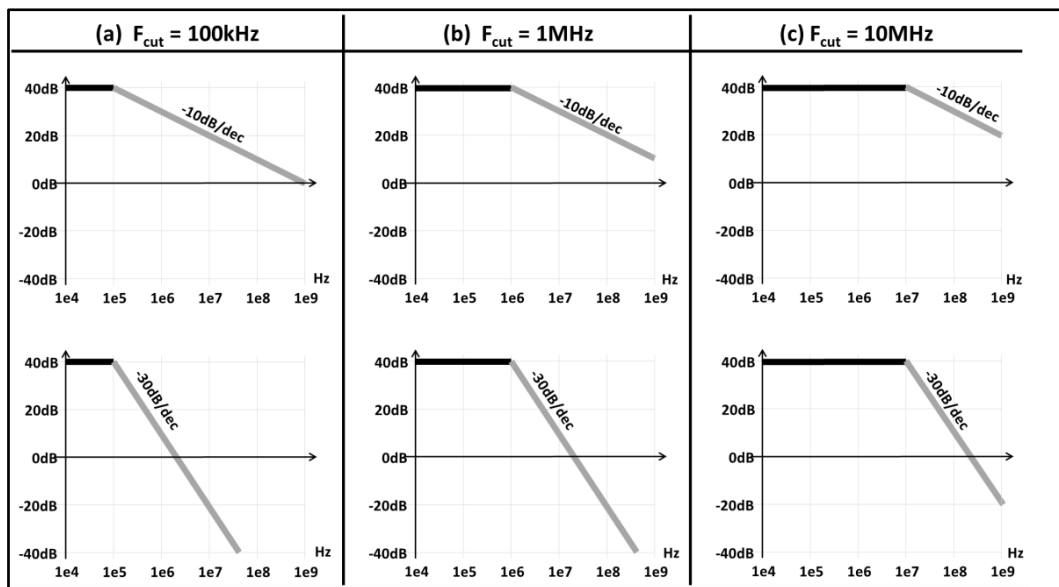 (a) Fcut = 100kHz
(b) Fcut = 1MHz
(c) Fcut = 10MHz
40dB
20dB
0dB
-20dB
-40dB
-10dB/dec
Hz
1e4 1e5 1e6 1e7 1e8 1e9
40dB
20dB
0dB
-20dB
-40dB
-10dB/dec
Hz
1e4 1e5 1e6 1e7 1e8 1e9
40dB
20dB
0dB
-20dB
-40dB
-10dB/dec
Hz
1e4 1e5 1e6 1e7 1e8 1e9
40dB
20dB
0dB
-20dB
-40dB
-30dB/dec
Hz
1e4 1e5 1e6 1e7 1e8 1e9
40dB
20dB
0dB
-20dB
-40dB
-30dB/dec
Hz
1e4 1e5 1e6 1e7 1e8 1e9
40dB
20dB
0dB
-20dB
-40dB
-30dB/dec
Hz
1e4 1e5 1e6 1e7 1e8 1e9